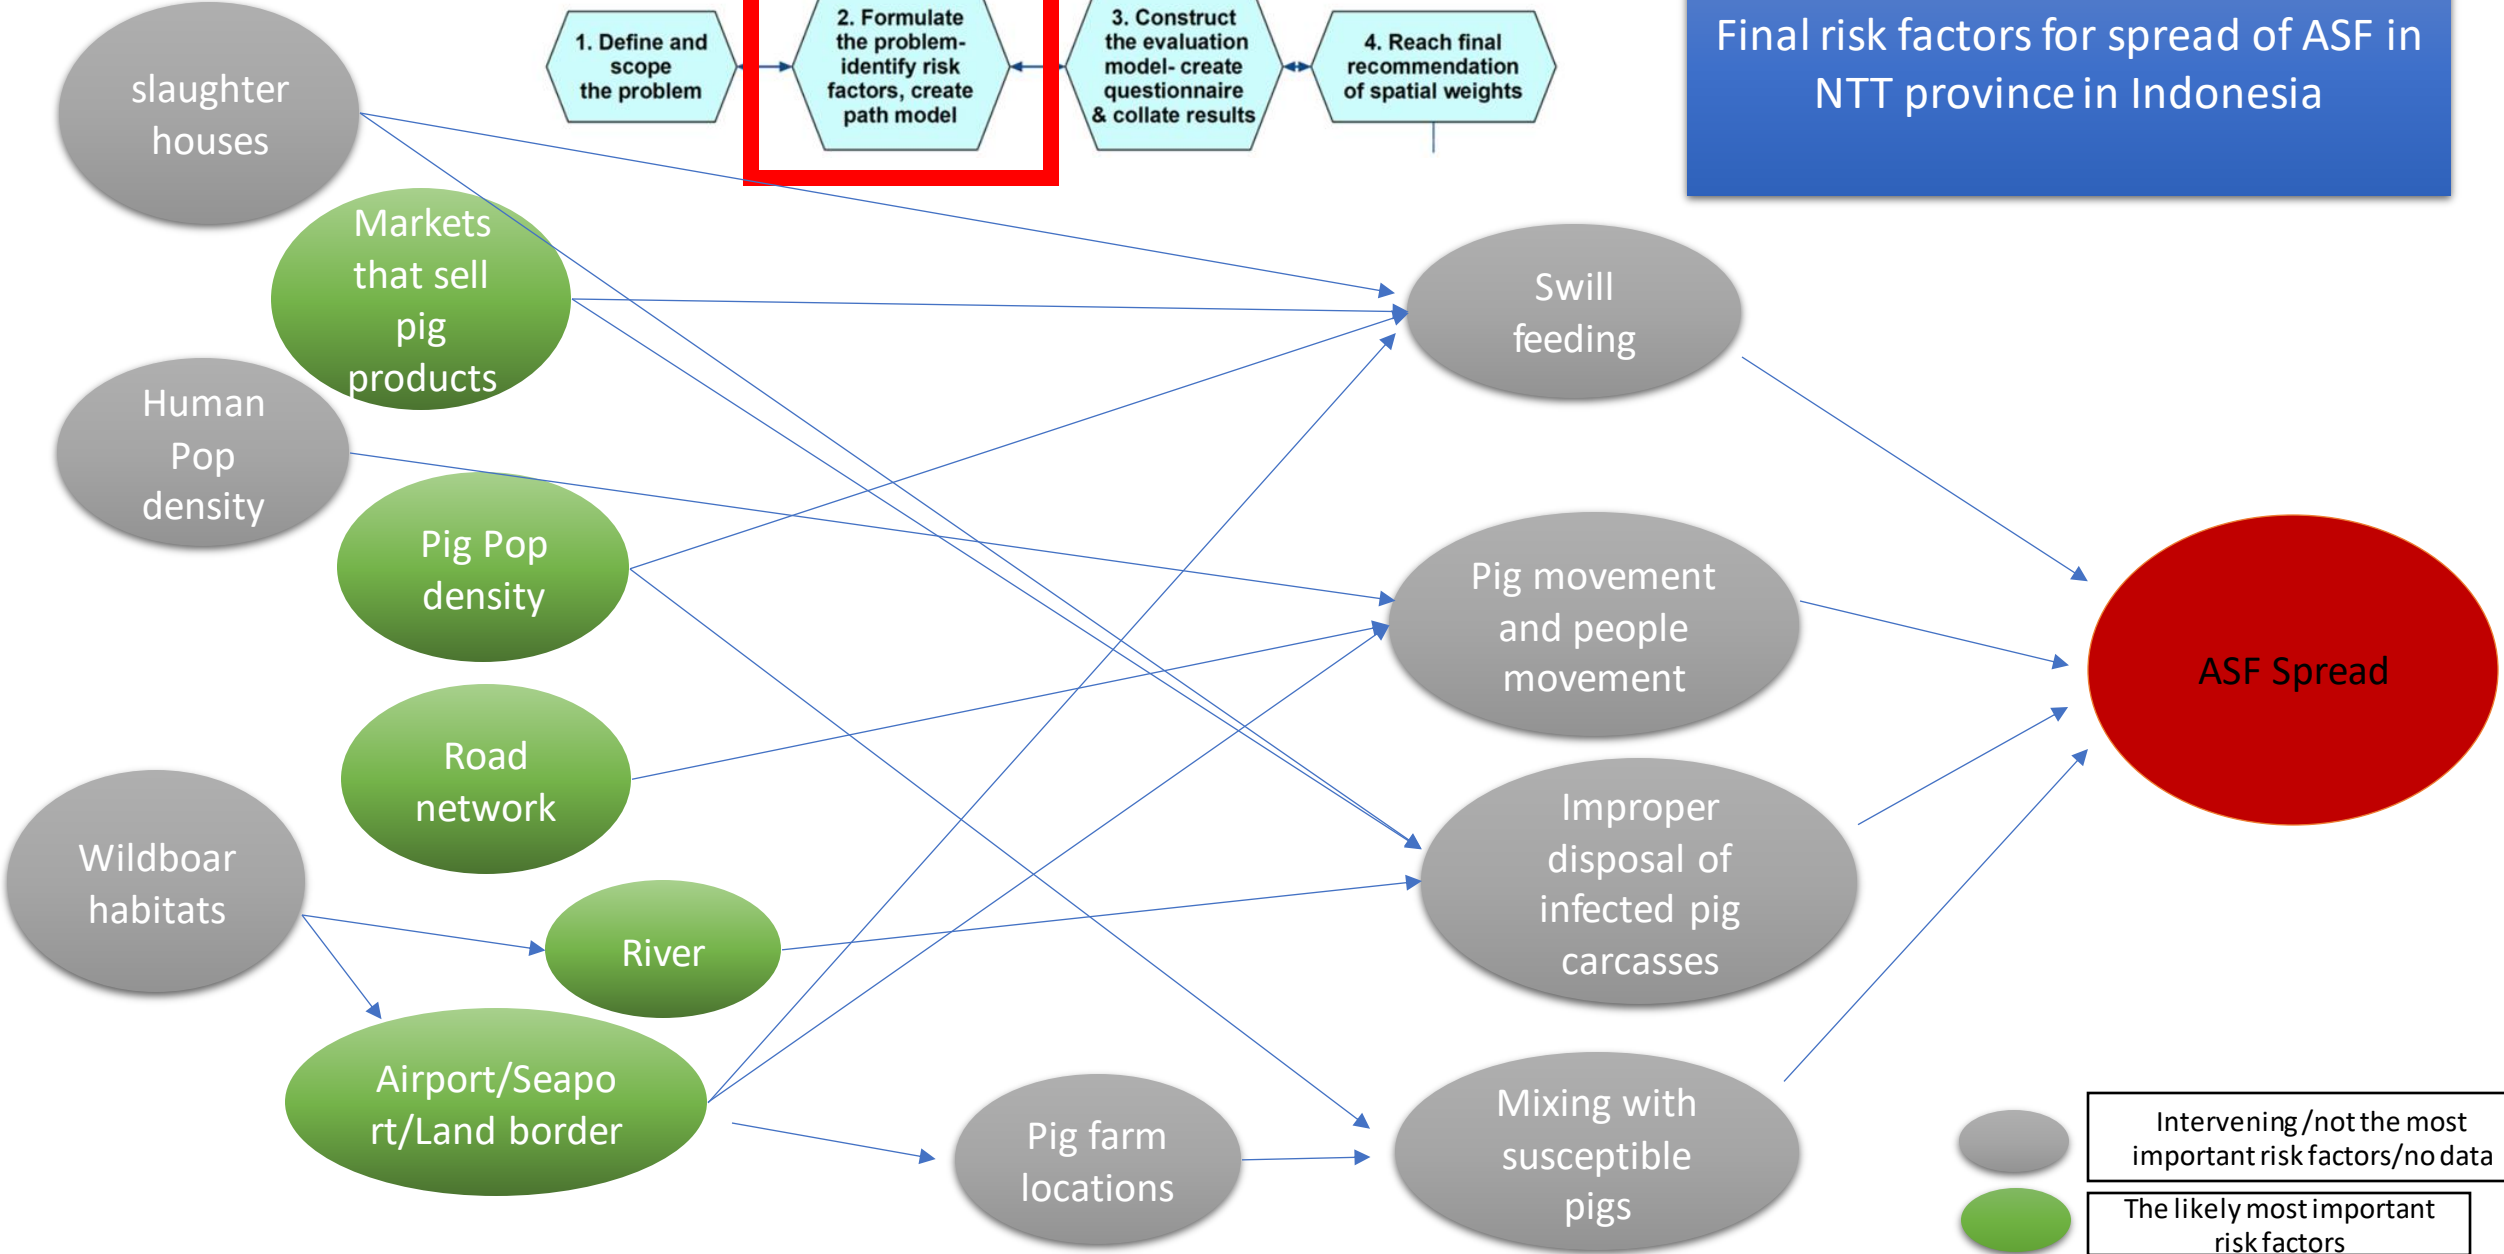 1. Define and
scope
the problem
2. Formulate
the problem-
identify risk
factors, create
path model
3. Construct
the evaluation
model- create
questionnaire
& collate results
4. Reach final
recommendation
of spatial weights
Final risk factors for spread of ASF in
NTT province in Indonesia
slaughter
houses
Markets
that sell
pig
products
Human
Pop
density
Pig Pop
density
Road
network
Wildboar
habitats
River
Airport/Seapo
rt/Land border
Pig farm
locations
Swill
feeding
Pig movement
and people
movement
Improper
disposal of
infected pig
carcasses
Mixing with
susceptible
pigs
ASF Spread
Intervening/not the most
important risk factors/no data
The likely most important
risk factors